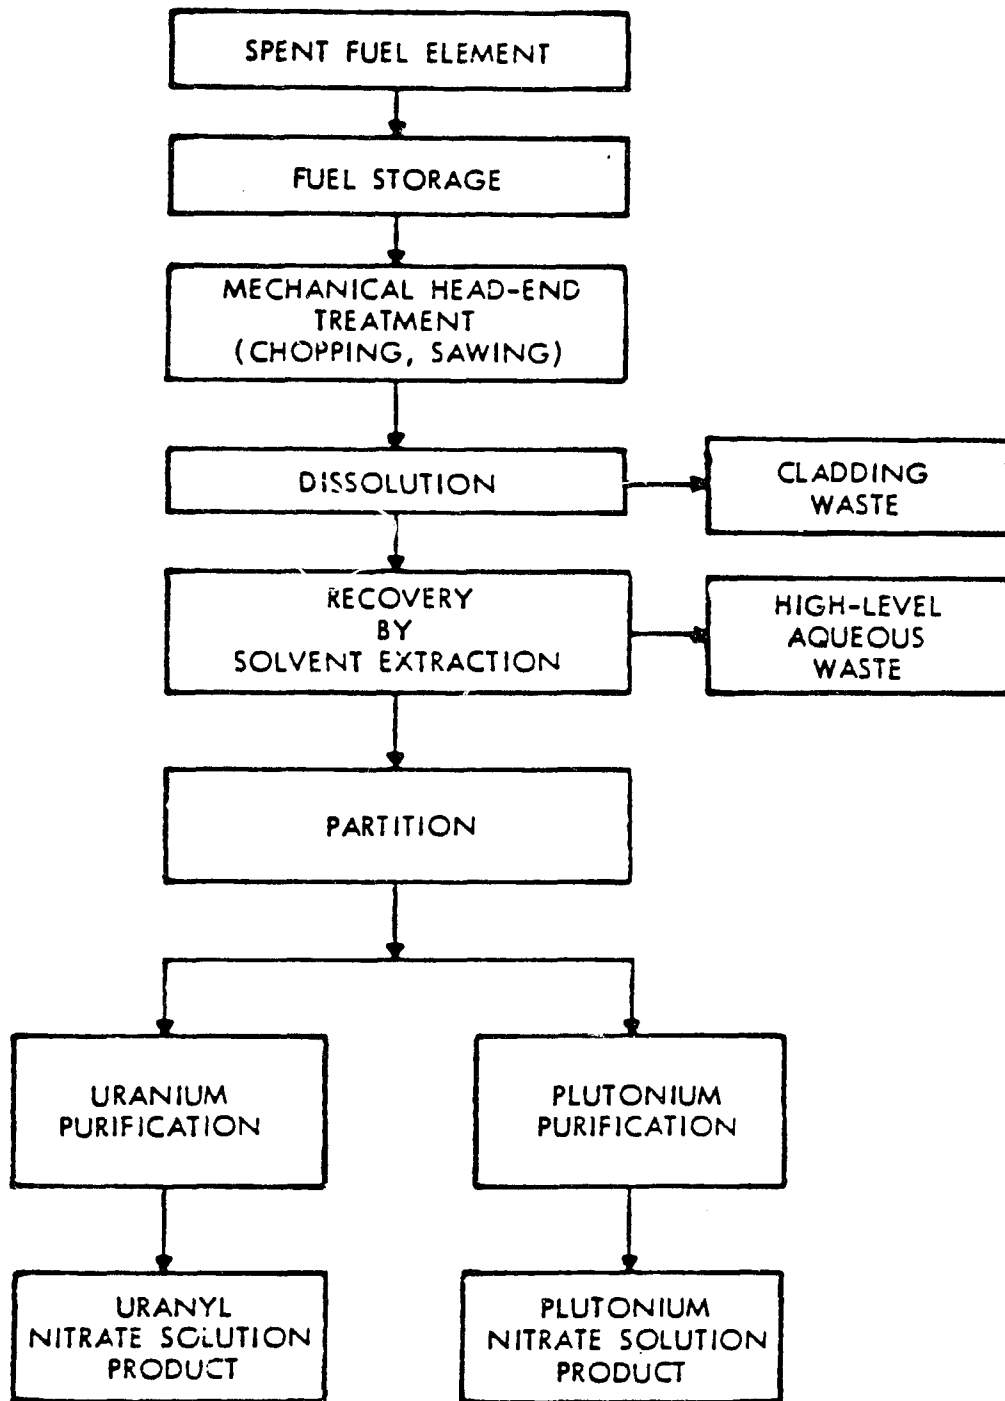 SPENT FUEL ELEMENT
FUEL STORAGE
MECHANICAL HEAD-END
TREATMENT
(CHOPPING, SAWING)
DISSOLUTION
CLADDING
WASTE
RECOVERY
BY
SOLVENT EXTRACTION
HIGH-LEVEL
AQUEOUS
WASTE
PARTITION
URANIUM
PURIFICATION
PLUTONIUM
PURIFICATION
URANYL
NITRATE SOLUTION
PRODUCT
PLUTONIUM
NITRATE SOLUTION
PRODUCT